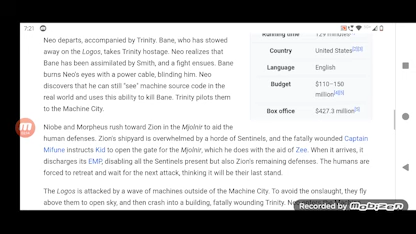 7:21
Neo departs, accompanied by Trinity. Bane, who has stowed
away on the Logos, takes Trinity hostage. Neo realizes that
Bane has been assimilated by Smith, and a fight ensues. Bane
burns Neo's eyes with a power cable, blinding him. Neo
discovers that he can still "see" machine source code in the
real world and uses this ability to kill Bane. Trinity pilots them
to the Machine City.
Running time 129 minutes
Country United States
Language English
Budget $110–150
million
Box office $427.3 million
Niobe and Morpheus rush toward Zion in the Mjolnir to aid the
human defenses. Zion's shipyard is overwhelmed by a horde of Sentinels, and the fatally wounded Captain
Mifune instructs Kid to open the gate for the Mjolnir, which he does with the aid of Zee. When it arrives, it
discharges its EMP, disabling all the Sentinels present but also Zion's remaining defenses. The humans are
forced to retreat and wait for the next attack, thinking it will be their last stand.
The Logos is attacked by a wave of machines outside of the Machine City. To avoid the onslaught, they fly
above them to open sky, and then crash into a building, fatally wounding Trinity.
Recorded by Mobizen